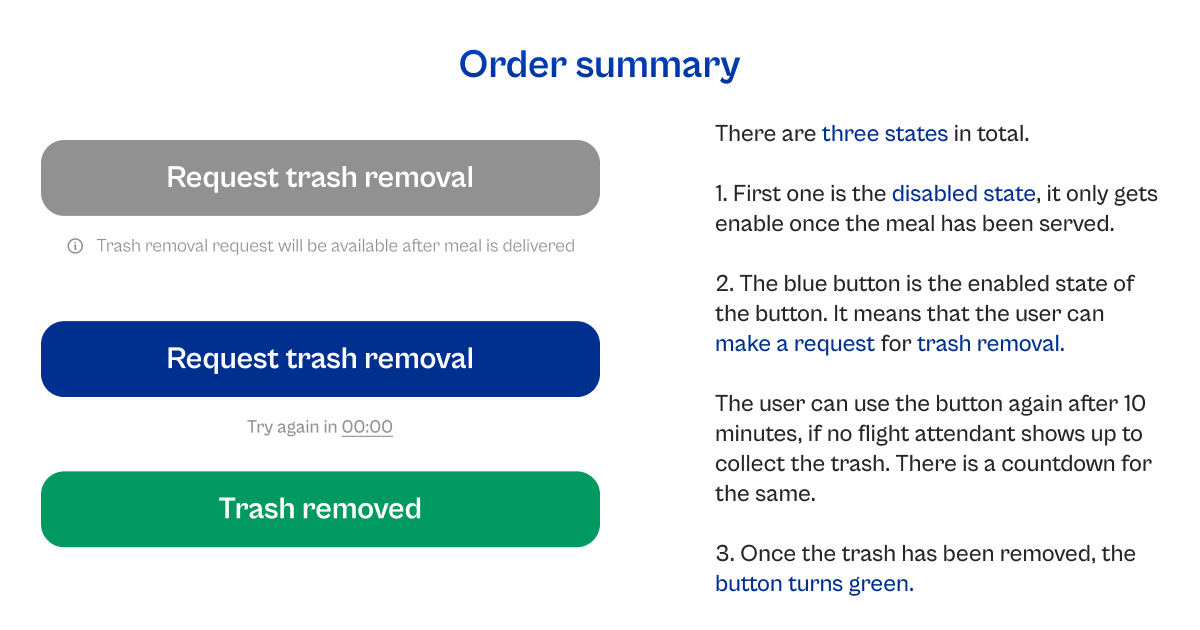 Order summary
Request trash removal
Trash removal request will be available after meal is delivered
Request trash removal
Try again in 00:00
Trash removed
There are three states in total.
1. First one is the disabled state, it only gets
enable once the meal has been served.
2. The blue button is the enabled state of
the button. It means that the user can
make a request for trash removal.
The user can use the button again after 10
minutes, if no flight attendant shows up to
collect the trash. There is a countdown for
the same.
3. Once the trash has been removed, the
button turns green.